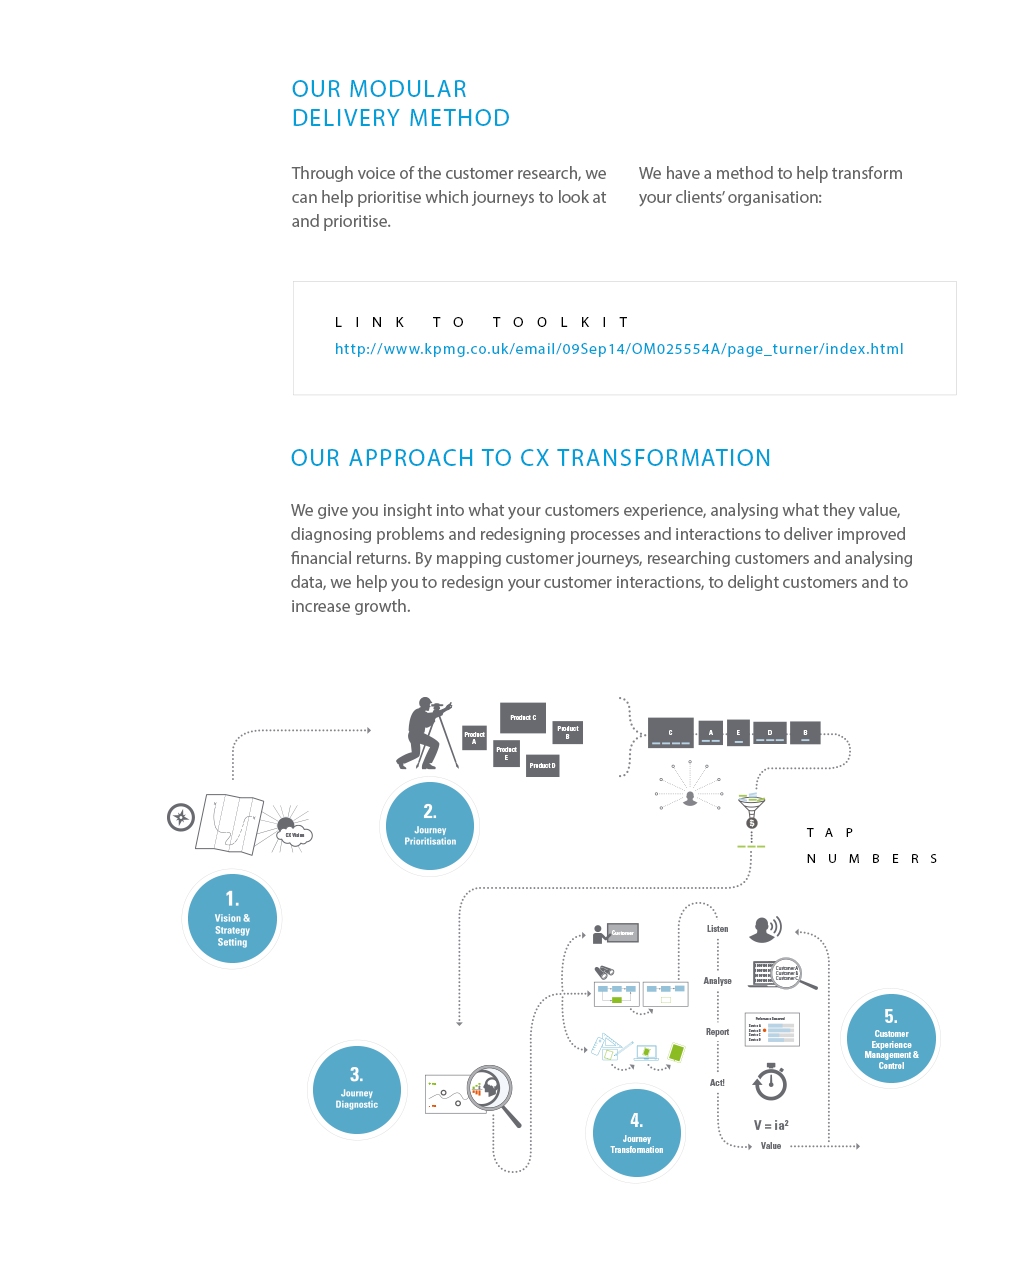 OUR MODULAR
DELIVERY METHOD
Through voice of the customer research, we
can help prioritise which journeys to look at
and prioritise.
We have a method to help transform
your clients’ organisation:
LINK TO TOOLKIT
http://www.kpmg.co.uk/email/09Sep14/OM025554A/page_turner/index.html
OUR APPROACH TO CX TRANSFORMATION
We give you insight into what your customers experience, analysing what they value,
diagnosing problems and redesigning processes and interactions to deliver improved
financial returns. By mapping customer journeys, researching customers and analysing
data, we help you to redesign your customer interactions, to delight customers and to
increase growth.
CX Vision
1.
Vision &
Strategy
Setting
2.
Journey
Prioritisation
Product
A
Product C
Product
E
Product
B
Product D
C
A
E
D
B
5
TAP
NUMBERS
3.
Journey
Diagnostic
Customer
4.
Journey
Transformation
Listen
Analyse
Customer A
Customer B
Customer C
Report
Act!
V = ia²
Value
5.
Customer
Experience
Management &
Control